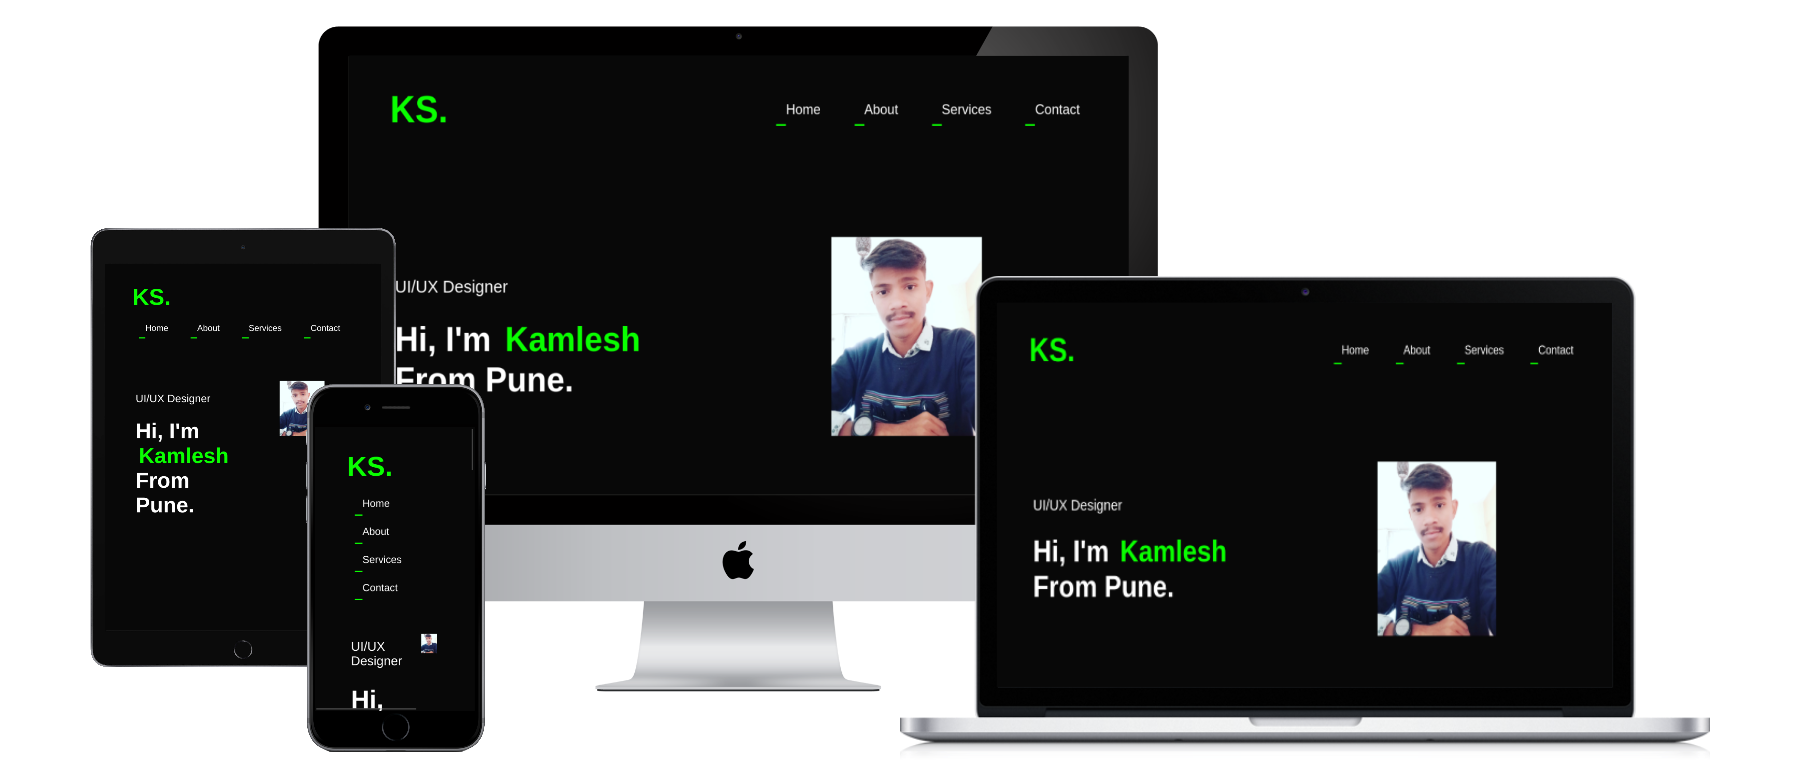 KS.
Home About Services Contact
UI/UX Designer
Hi, I'm Kamlesh
From Pune.
KS.
Home About Services Contact
UI/UX Designer
Hi, I'm
Kamlesh
From
Pune.
KS.
Home
About
Services
Contact
UI/UX
Designer
Hi,
KS.
Home About Services Contact
UI/UX Designer
Hi, I'm Kamlesh
From Pune.